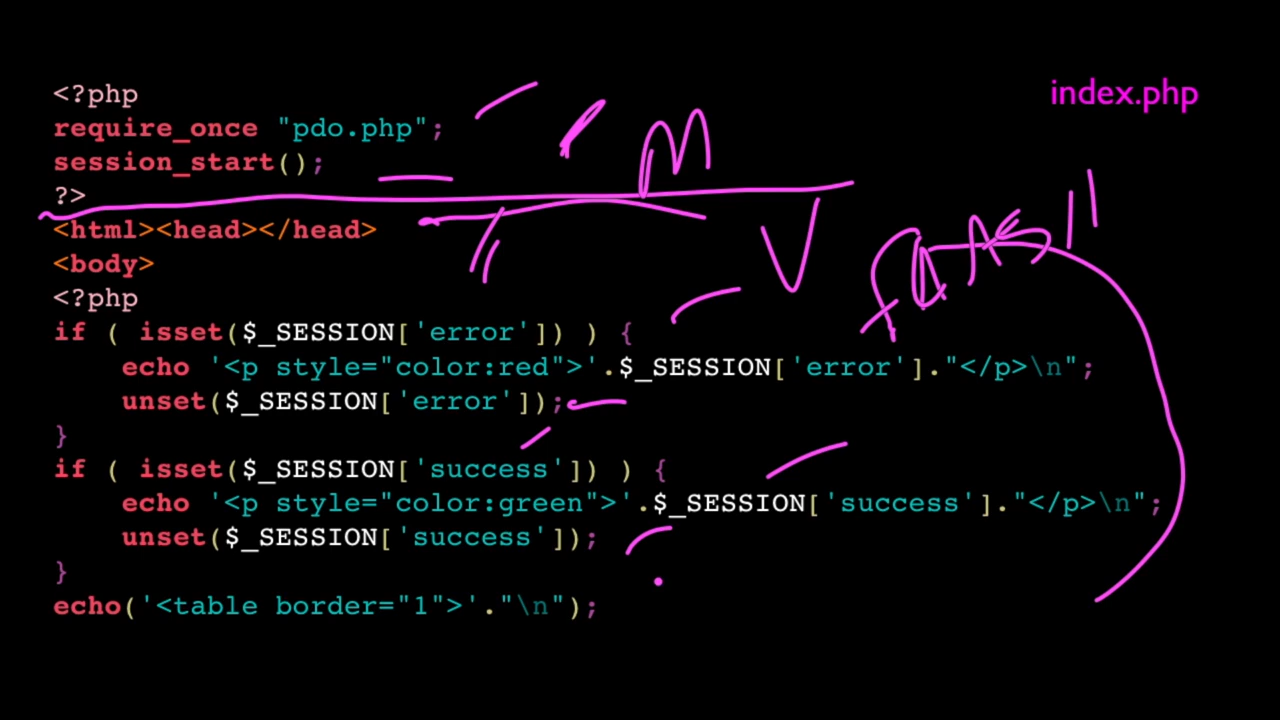 index.php
<?php
require_once "pdo.php";
session_start();
?>
<html><head></head>
<body>
<?php
if ( isset($_SESSION['error']) ) {
    echo '<p style="color:red">'.$_SESSION['error']."</p>\n";
    unset($_SESSION['error']);
}
if ( isset($_SESSION['success']) ) {
    echo '<p style="color:green">'.$_SESSION['success']."</p>\n";
    unset($_SESSION['success']);
}
echo('<table border="1">'."\n");
M
V